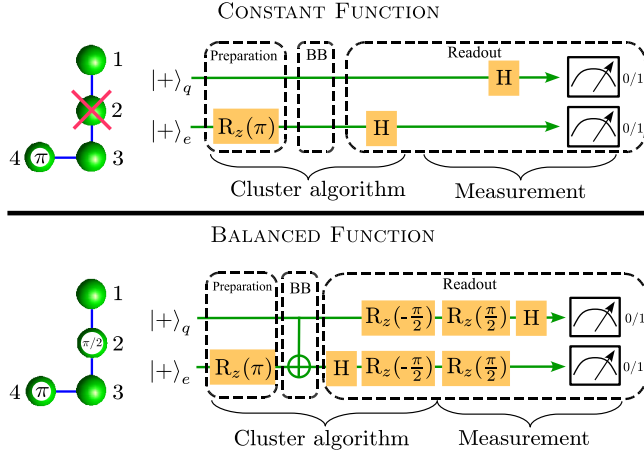 CONSTANT FUNCTION
Preparation BB Readout
1
|+⟩q H 0/1
2
|+⟩e Rz(π) H 0/1
4 π 3
Cluster algorithm Measurement
BALANCED FUNCTION
Preparation BB Readout
1
|+⟩q Rz(-π/2) Rz(π/2) H 0/1
π/2 2
|+⟩e Rz(π) H Rz(-π/2) Rz(π/2) 0/1
4 π 3
Cluster algorithm Measurement